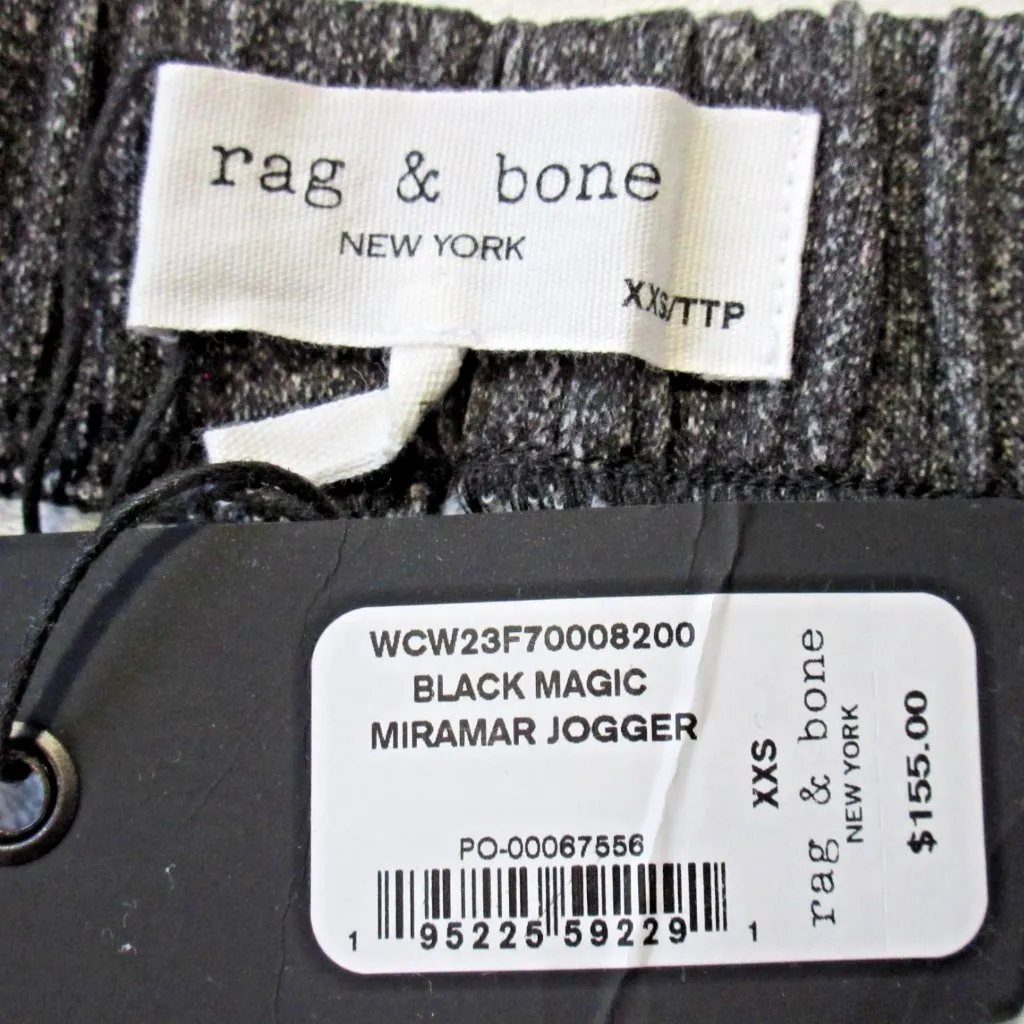 rag & bone
NEW YORK
XXS/TTP
WCW23F70008200
BLACK MAGIC
MIRAMAR JOGGER
PO-00067556
1 95225 59229 1
XXS
rag & bone
NEW YORK
$155.00